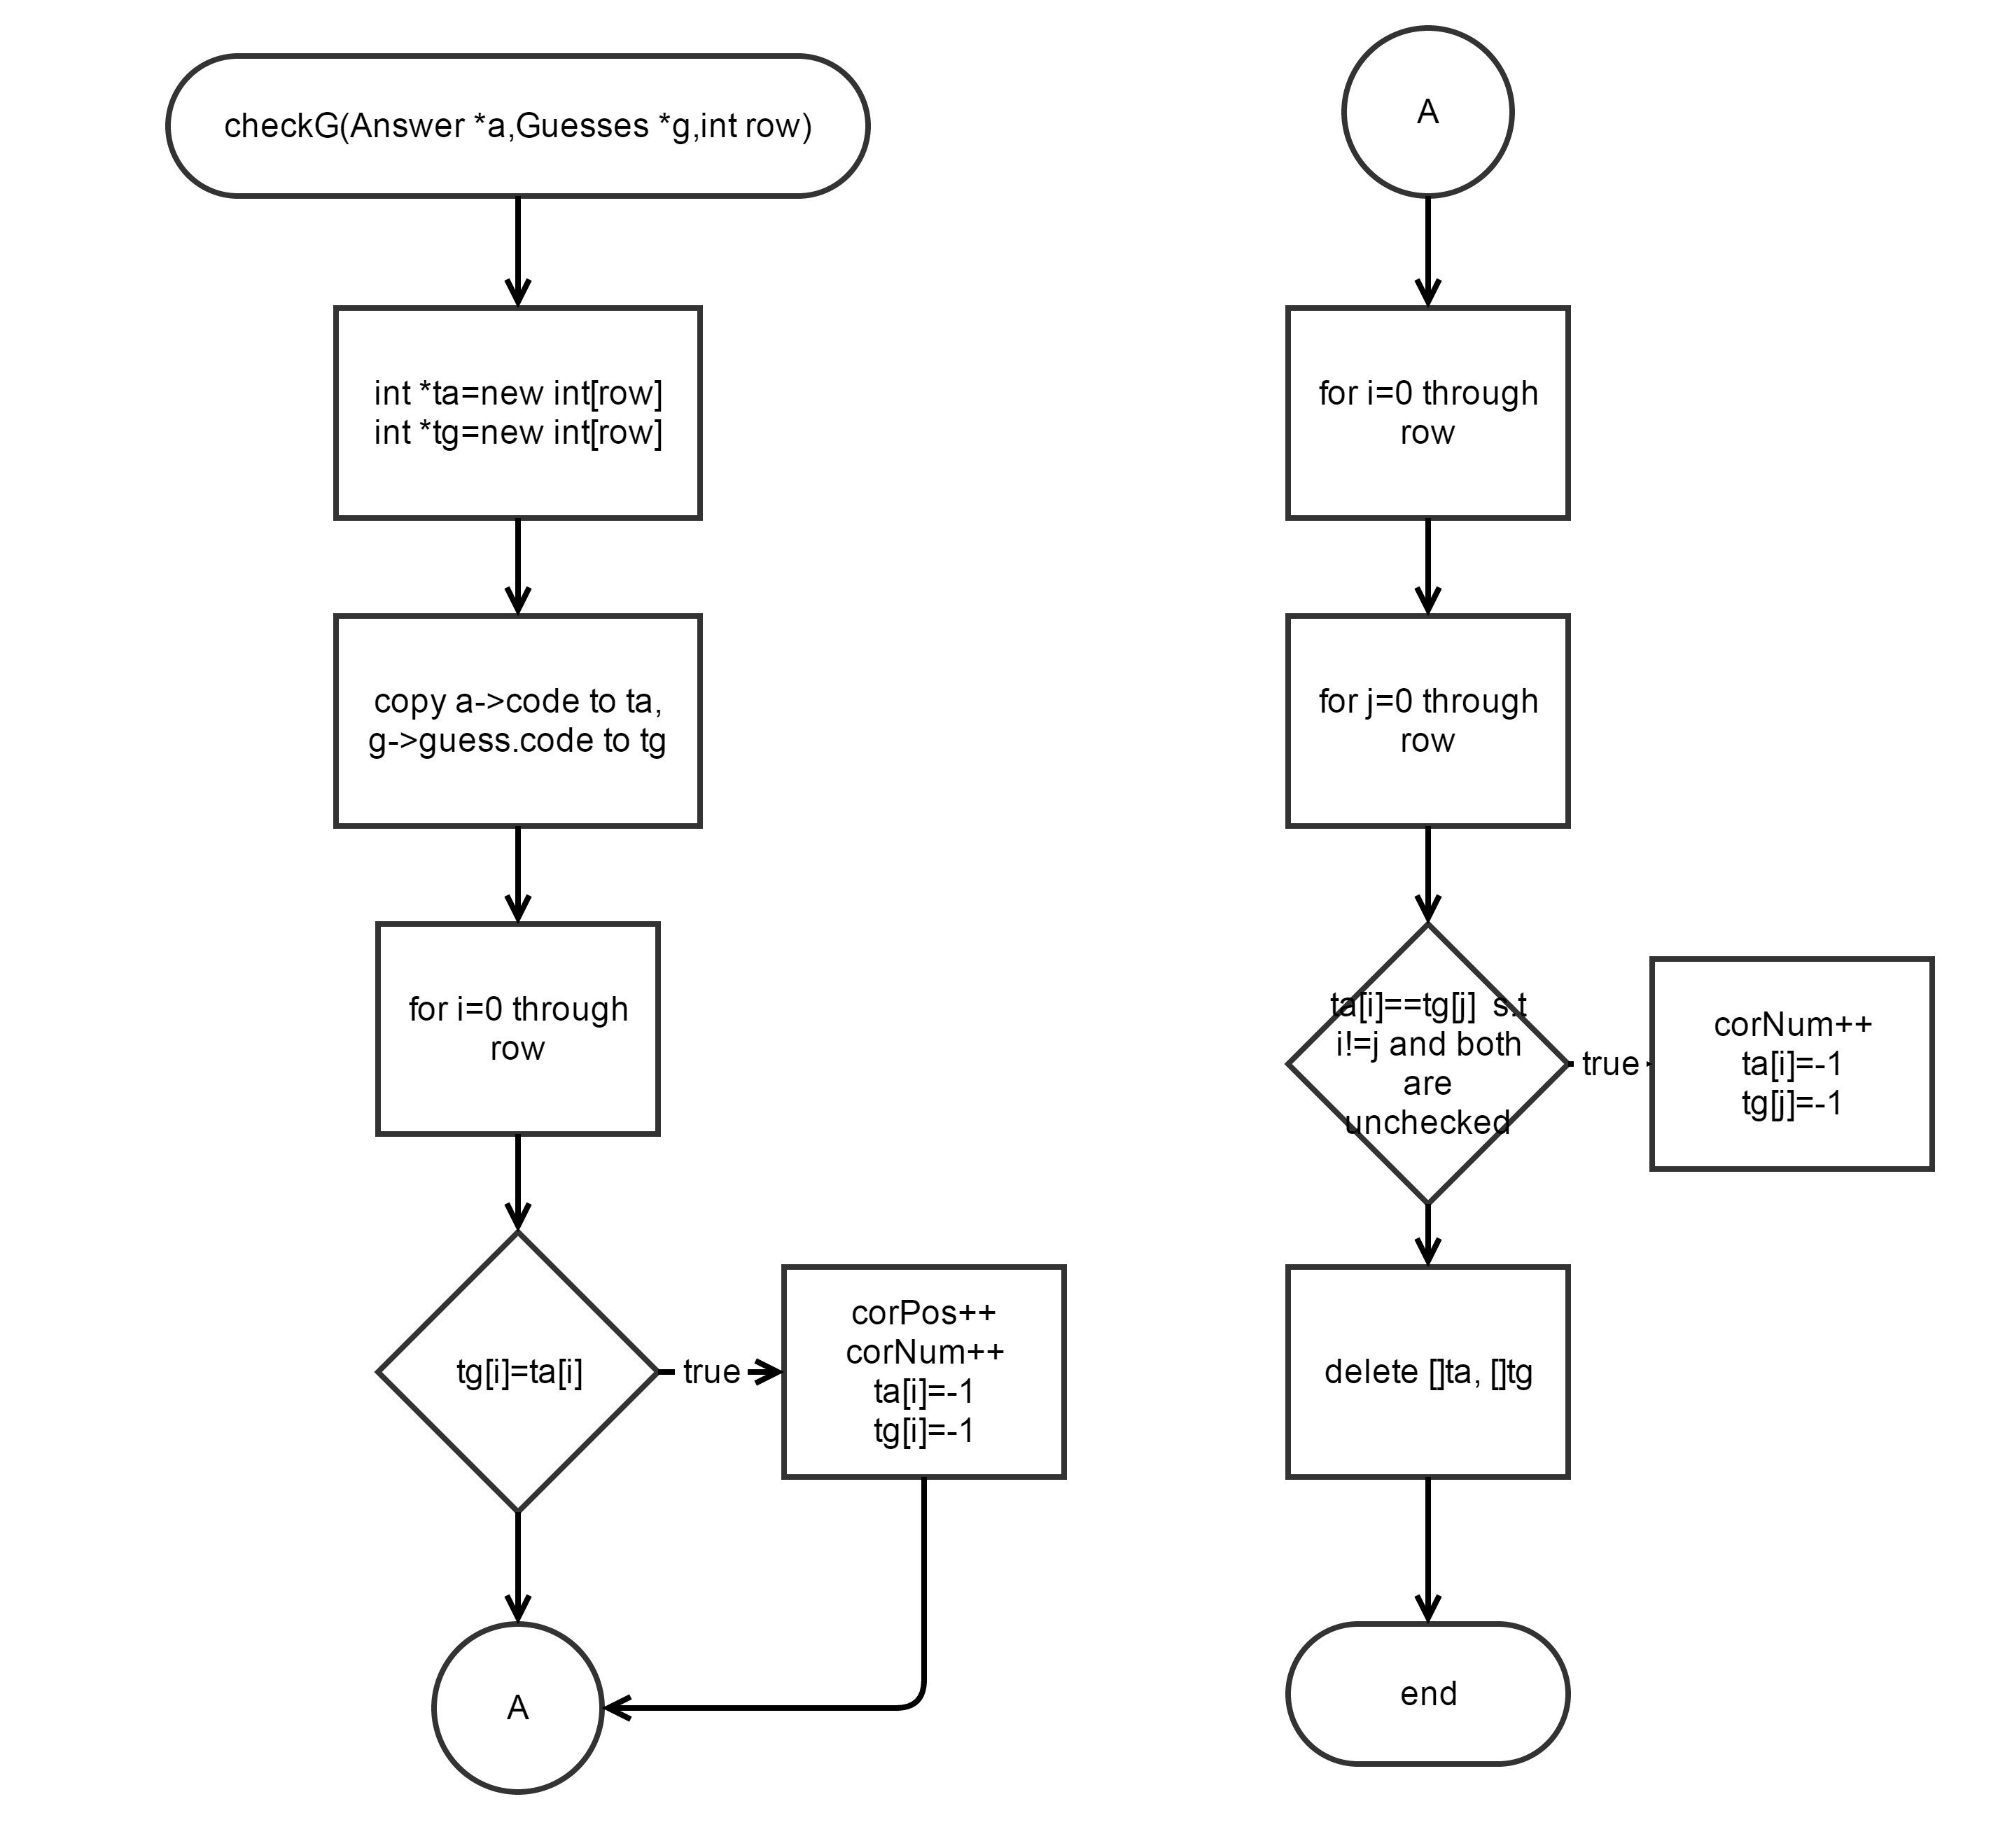 checkG(Answer *a,Guesses *g,int row)
int *ta=new int[row]
int *tg=new int[row]
copy a->code to ta,
g->guess.code to tg
for i=0 through
row
tg[i]=ta[i]
true
corPos++
corNum++
ta[i]=-1
tg[i]=-1
A
A
for i=0 through
row
for j=0 through
row
ta[i]==tg[j]  s.t
i!=j and both
are
unchecked
true
corNum++
ta[i]=-1
tg[j]=-1
delete []ta, []tg
end